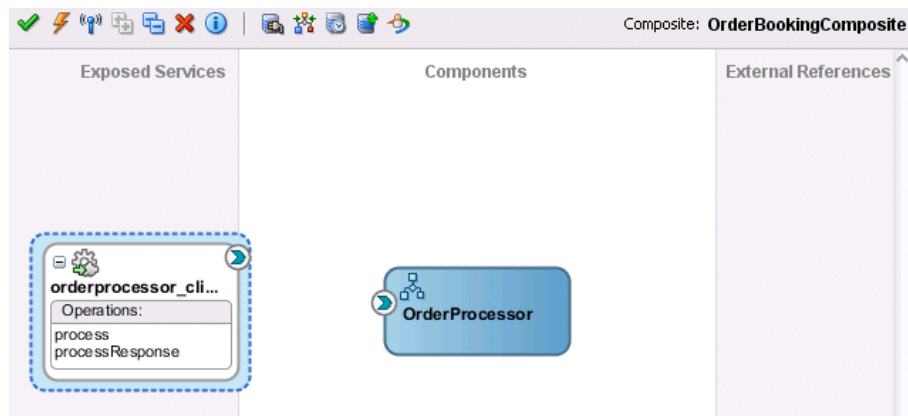 Composite: OrderBookingComposite
Exposed Services
Components
External References
orderprocessor_cli...
Operations:
process
processResponse
OrderProcessor